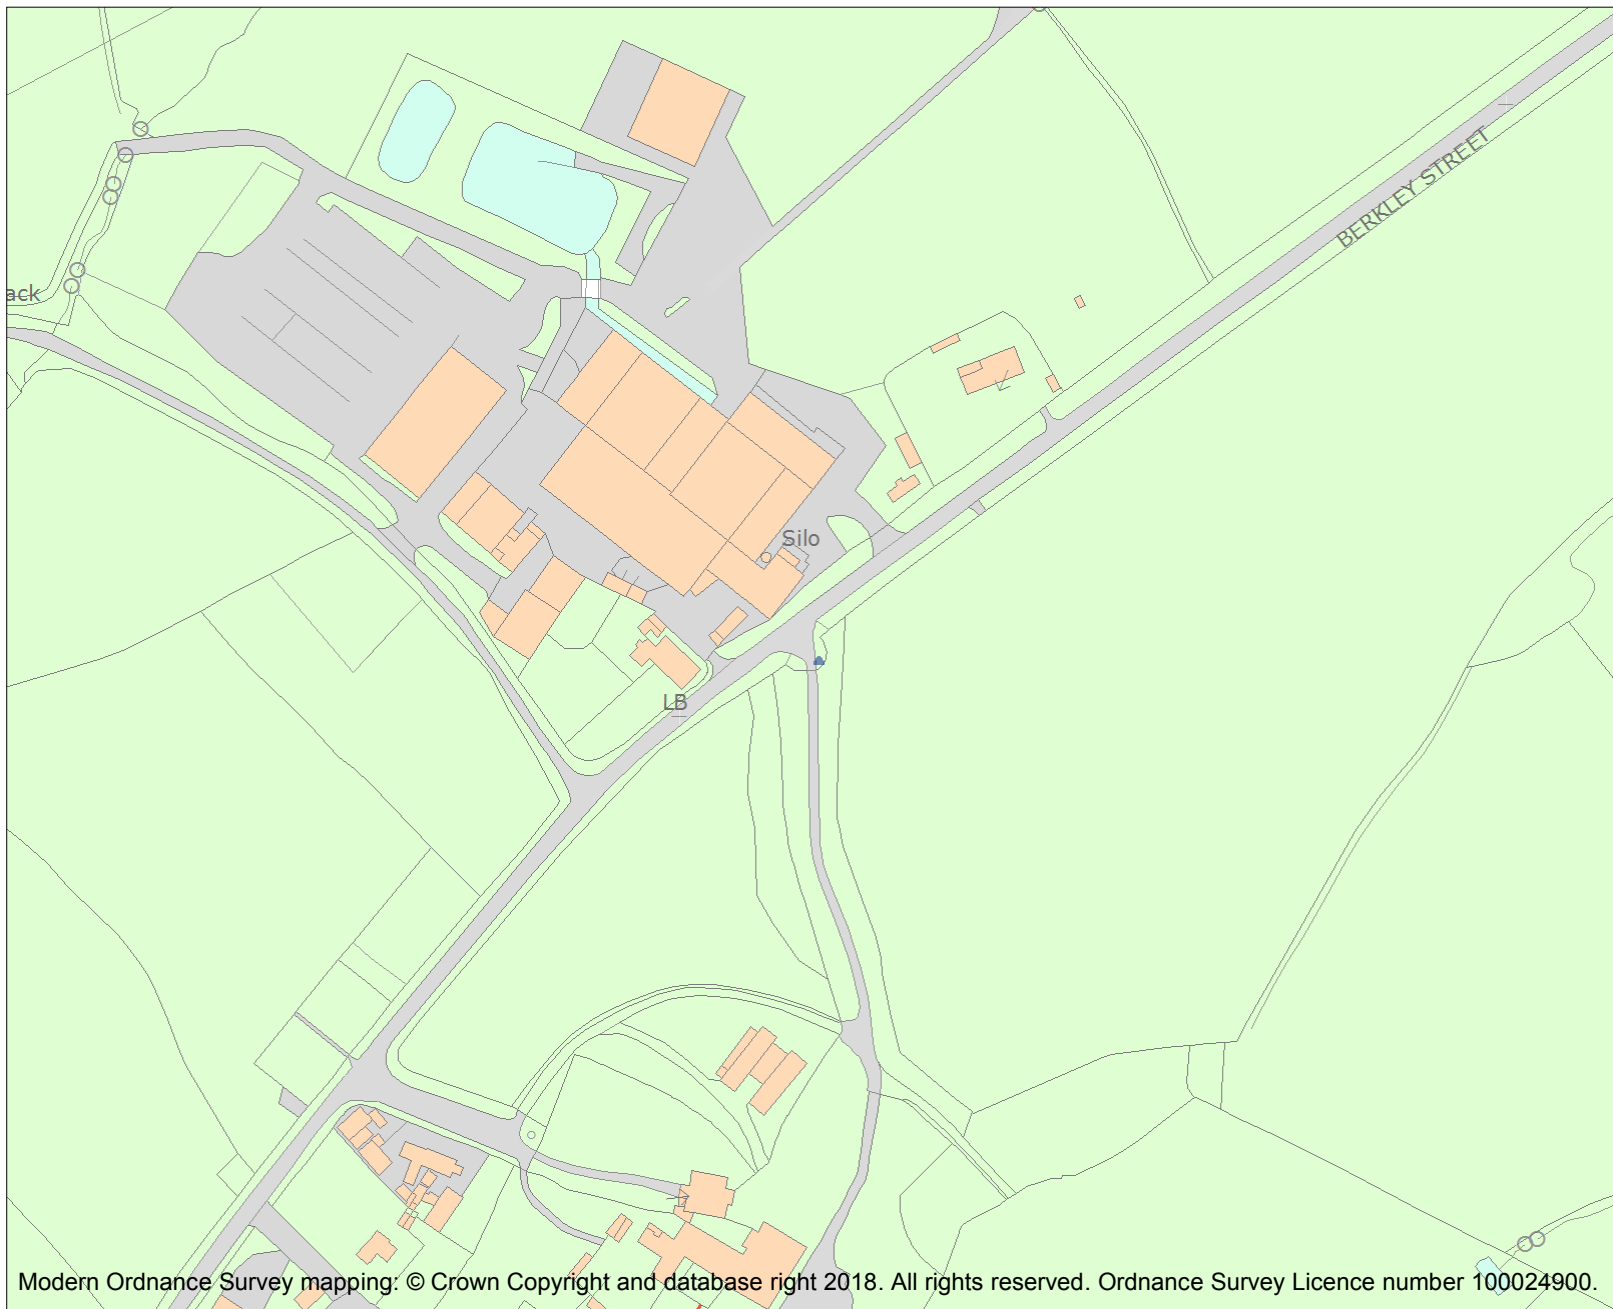 BERKLEY STREET
ack
Silo
LB
Modern Ordnance Survey mapping: © Crown Copyright and database right 2018. All rights reserved. Ordnance Survey Licence number 100024900.